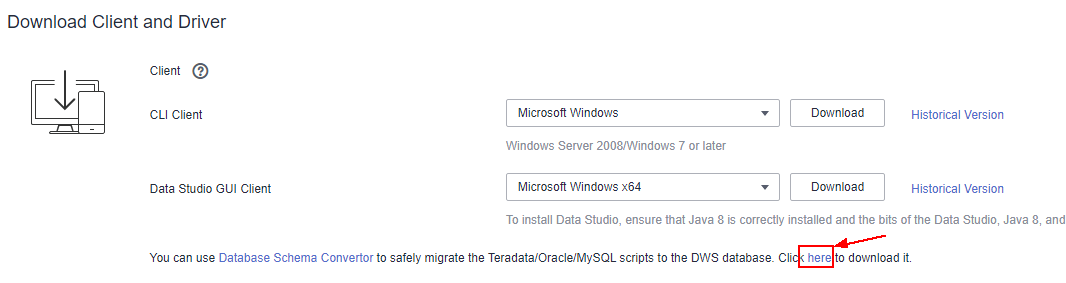 Download Client and Driver
Client ?
CLI Client Microsoft Windows Download Historical Version
Windows Server 2008/Windows 7 or later
Data Studio GUI Client Microsoft Windows x64 Download Historical Version
To install Data Studio, ensure that Java 8 is correctly installed and the bits of the Data Studio, Java 8, and
You can use Database Schema Convertor to safely migrate the Teradata/Oracle/MySQL scripts to the DWS database. Click here to download it.